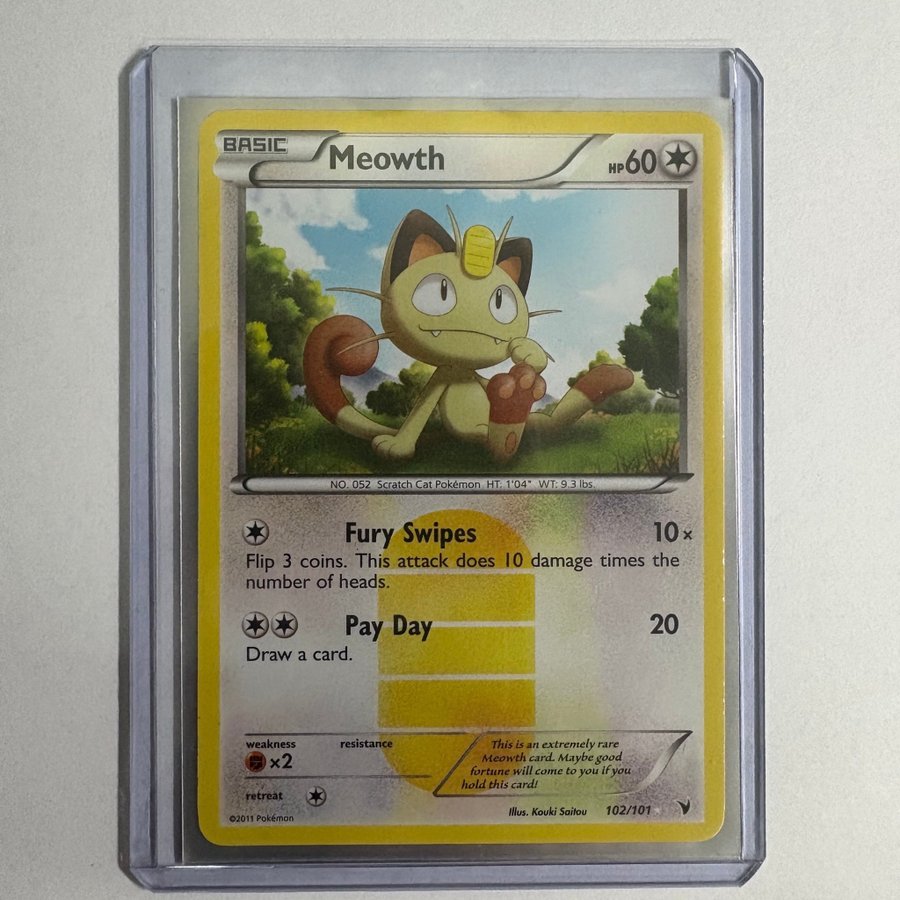 BASIC Meowth HP60
NO. 052 Scratch Cat Pokémon HT: 1'04" WT: 9.3 lbs.
Fury Swipes 10×
Flip 3 coins. This attack does 10 damage times the
number of heads.
Pay Day 20
Draw a card.
weakness resistance
×2
retreat
This is an extremely rare
Meowth card. Maybe good
fortune will come to you if you
hold this card!
Illus. Kouki Saitou 102/101
©2011 Pokémon